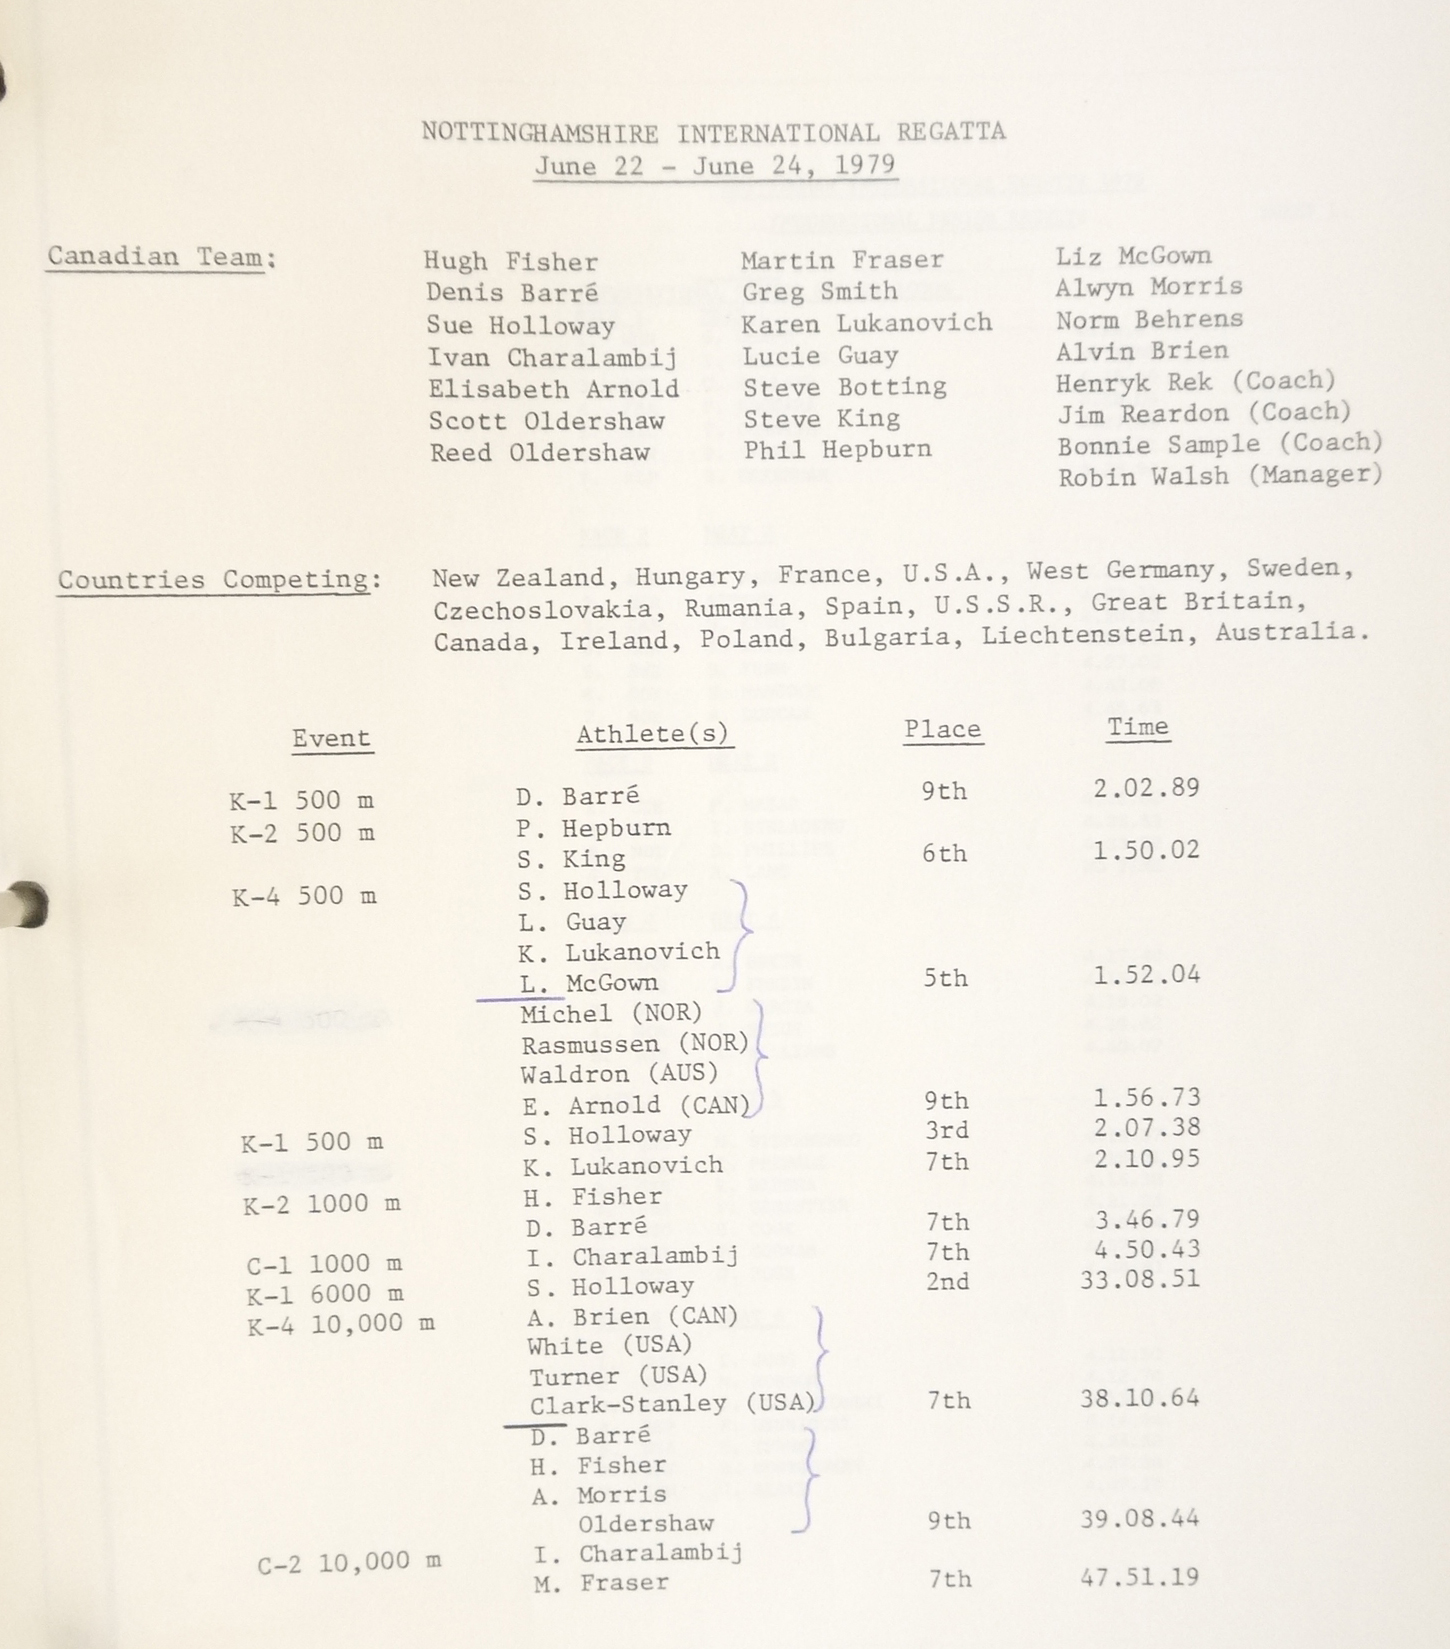 NOTTINGHAMSHIRE INTERNATIONAL REGATTA
June 22 - June 24, 1979
Canadian Team: Hugh Fisher Martin Fraser Liz McGown
Denis Barré Greg Smith Alwyn Morris
Sue Holloway Karen Lukanovich Norm Behrens
Ivan Charalambij Lucie Guay Alvin Brien
Elisabeth Arnold Steve Botting Henryk Rek (Coach)
Scott Oldershaw Steve King Jim Reardon (Coach)
Reed Oldershaw Phil Hepburn Bonnie Sample (Coach)
Robin Walsh (Manager)
Countries Competing: New Zealand, Hungary, France, U.S.A., West Germany, Sweden,
Czechoslovakia, Rumania, Spain, U.S.S.R., Great Britain,
Canada, Ireland, Poland, Bulgaria, Liechtenstein, Australia.
Event Athlete(s) Place Time
K-1 500 m D. Barré 9th 2.02.89
K-2 500 m P. Hepburn
S. King 6th 1.50.02
K-4 500 m S. Holloway
L. Guay
K. Lukanovich
L. McGown 5th 1.52.04
Michel (NOR)
Rasmussen (NOR)
Waldron (AUS)
E. Arnold (CAN) 9th 1.56.73
K-1 500 m S. Holloway 3rd 2.07.38
K. Lukanovich 7th 2.10.95
K-2 1000 m H. Fisher
D. Barré 7th 3.46.79
C-1 1000 m I. Charalambij 7th 4.50.43
K-1 6000 m S. Holloway 2nd 33.08.51
K-4 10,000 m A. Brien (CAN)
White (USA)
Turner (USA)
Clark-Stanley (USA) 7th 38.10.64
D. Barré
H. Fisher
A. Morris
Oldershaw 9th 39.08.44
C-2 10,000 m I. Charalambij
M. Fraser 7th 47.51.19